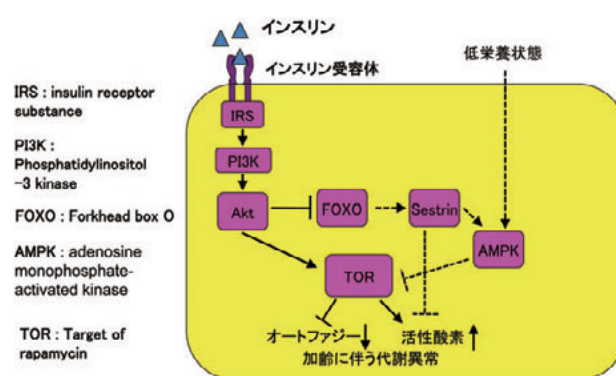 インスリン
インスリン受容体
低栄養状態
IRS : insulin receptor
substance
PI3K :
Phosphatidylinositol
-3 kinase
FOXO : Forkhead box O
AMPK : adenosine
monophosphate-
activated kinase
TOR : Target of
rapamycin
IRS
PI3K
Akt
FOXO
Sestrin
AMPK
TOR
オートファジー
活性酸素
加齢に伴う代謝異常